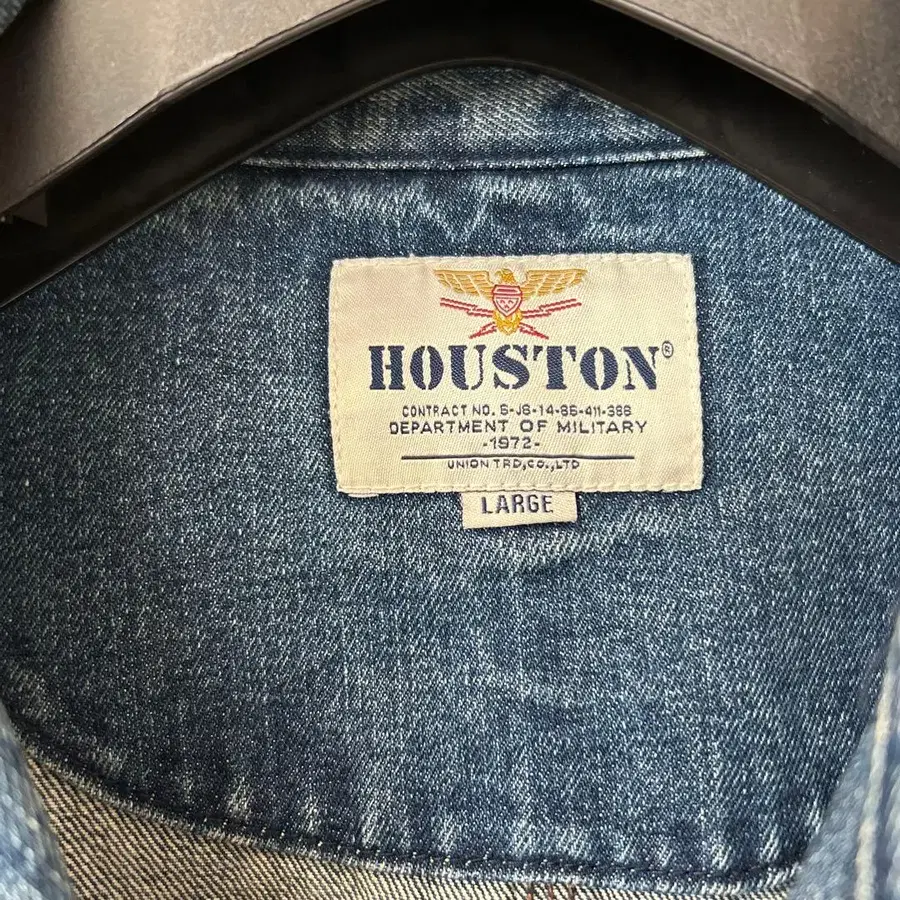 HOUSTON®
CONTRACT NO. S-JS-14-86-411-388
DEPARTMENT OF MILITARY
-1972-
UNION TRD,CO.,LTD
LARGE